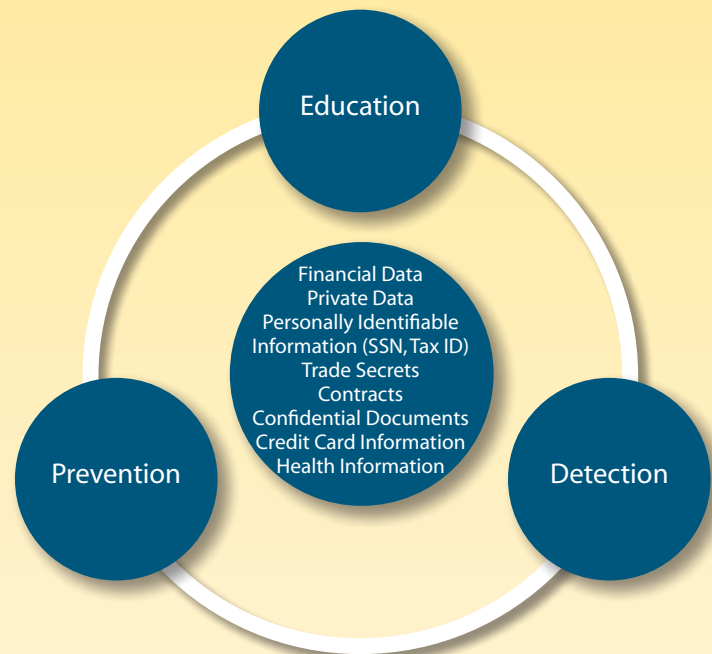 Education
Financial Data
Private Data
Personally Identifiable
Information (SSN, Tax ID)
Trade Secrets
Contracts
Confidential Documents
Credit Card Information
Health Information
Prevention
Detection